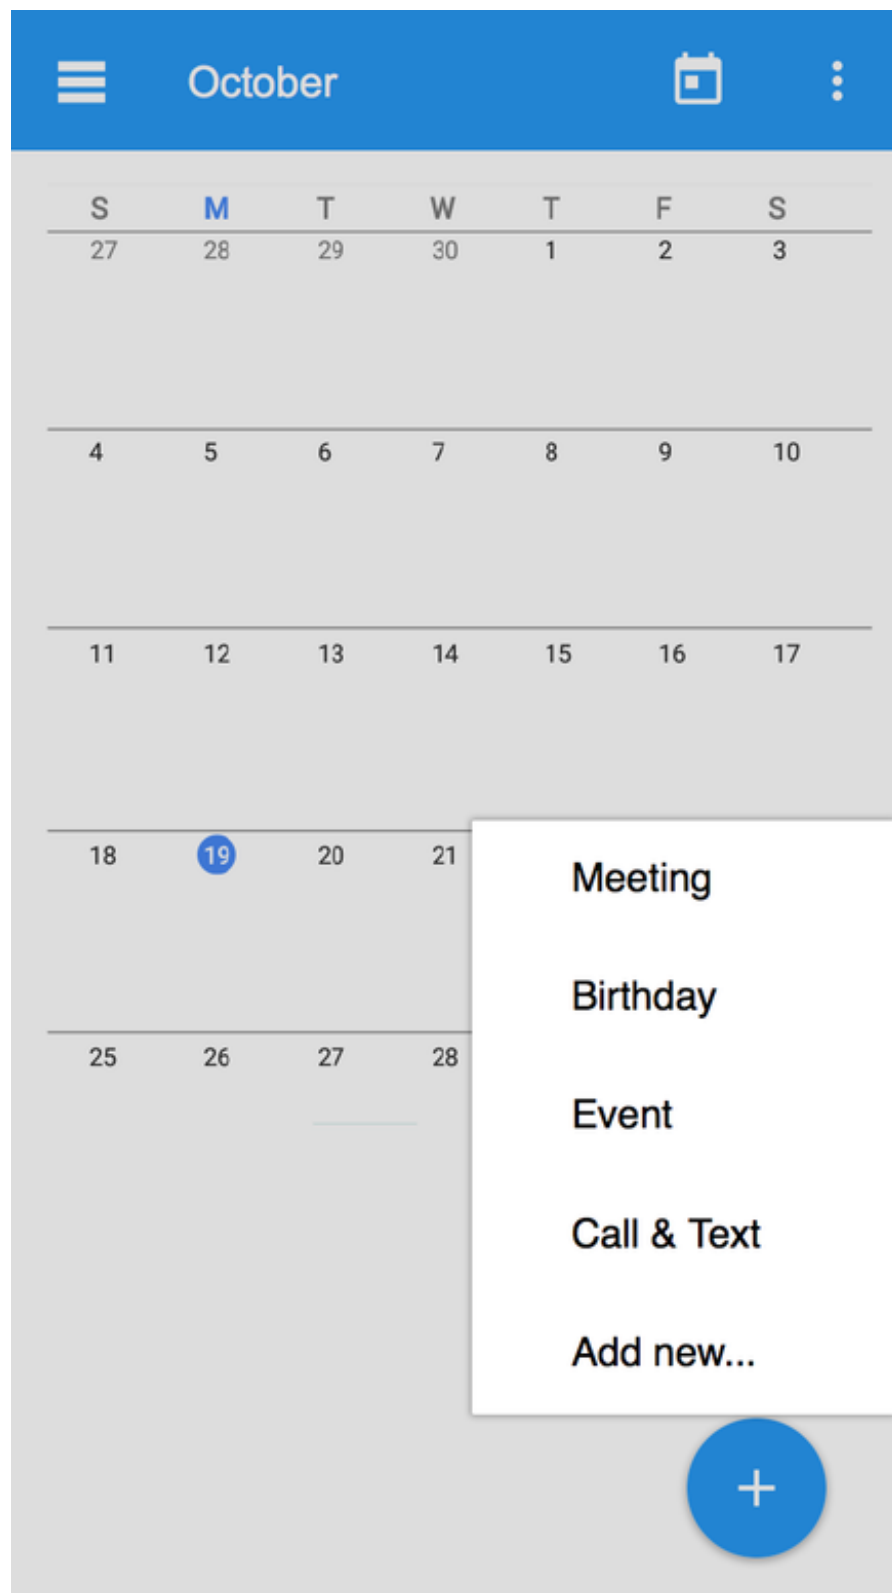 October
S M T W T F S
27 28 29 30 1 2 3
4 5 6 7 8 9 10
11 12 13 14 15 16 17
18 19 20 21
25 26 27 28
Meeting
Birthday
Event
Call & Text
Add new...
+